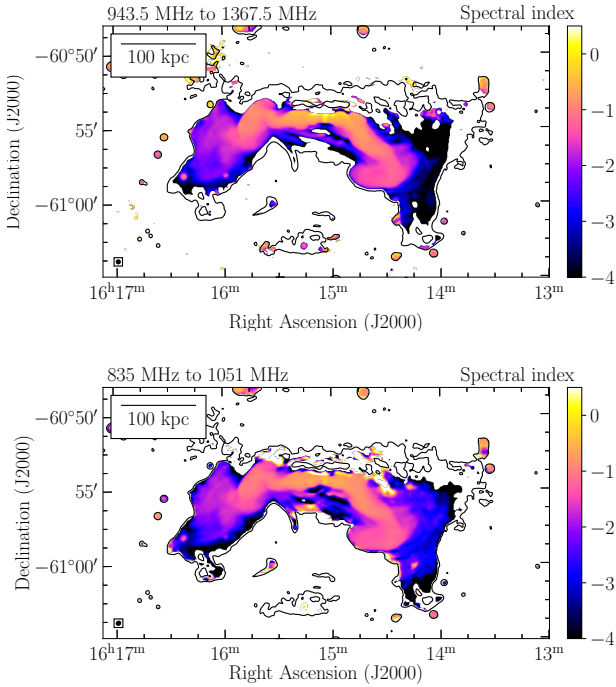 943.5 MHz to 1367.5 MHz Spectral index
100 kpc
−60°50′
55′
−61°00′
Declination (J2000)
0
−1
−2
−3
−4
16ʰ17ᵐ 16ᵐ 15ᵐ 14ᵐ 13ᵐ
Right Ascension (J2000)
835 MHz to 1051 MHz Spectral index
100 kpc
−60°50′
55′
−61°00′
Declination (J2000)
0
−1
−2
−3
−4
16ʰ17ᵐ 16ᵐ 15ᵐ 14ᵐ 13ᵐ
Right Ascension (J2000)